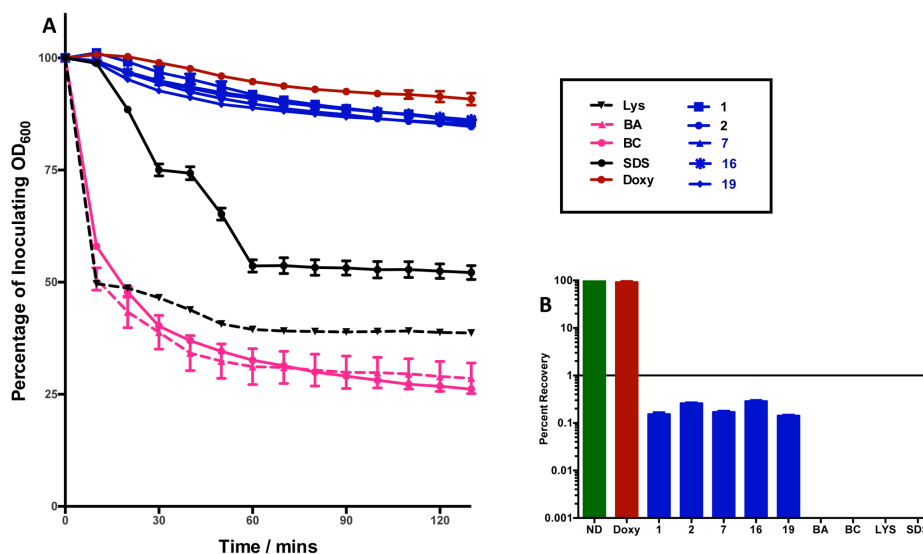 A
Percentage of Inoculating OD600
100
75
50
25
0
0 30 60 90 120
Time / mins
Lys 1
BA 2
BC 7
SDS 16
Doxy 19
B
Percent Recovery
100
10
1
0.1
0.01
0.001
ND Doxy 1 2 7 16 19 BA BC LYS